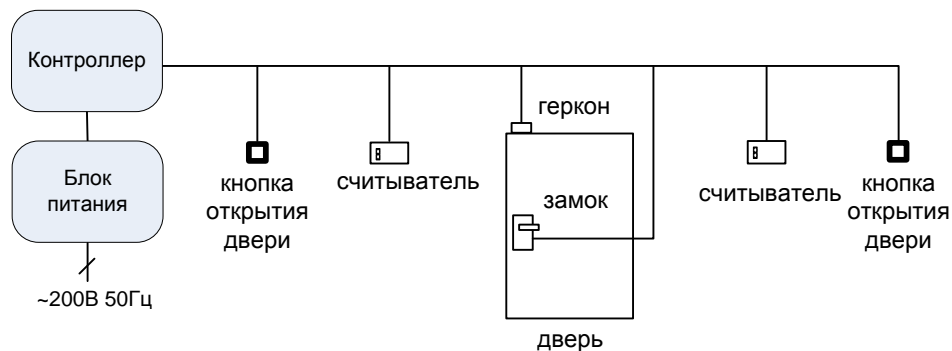 Контроллер
Блок
питания
~200В 50Гц
кнопка
открытия
двери
считыватель
геркон
замок
дверь
считыватель
кнопка
открытия
двери